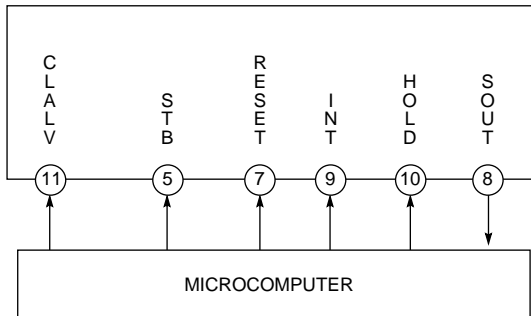 CLALV
STB
RESET
INT
HOLD
SOUT
11
5
7
9
10
8
MICROCOMPUTER